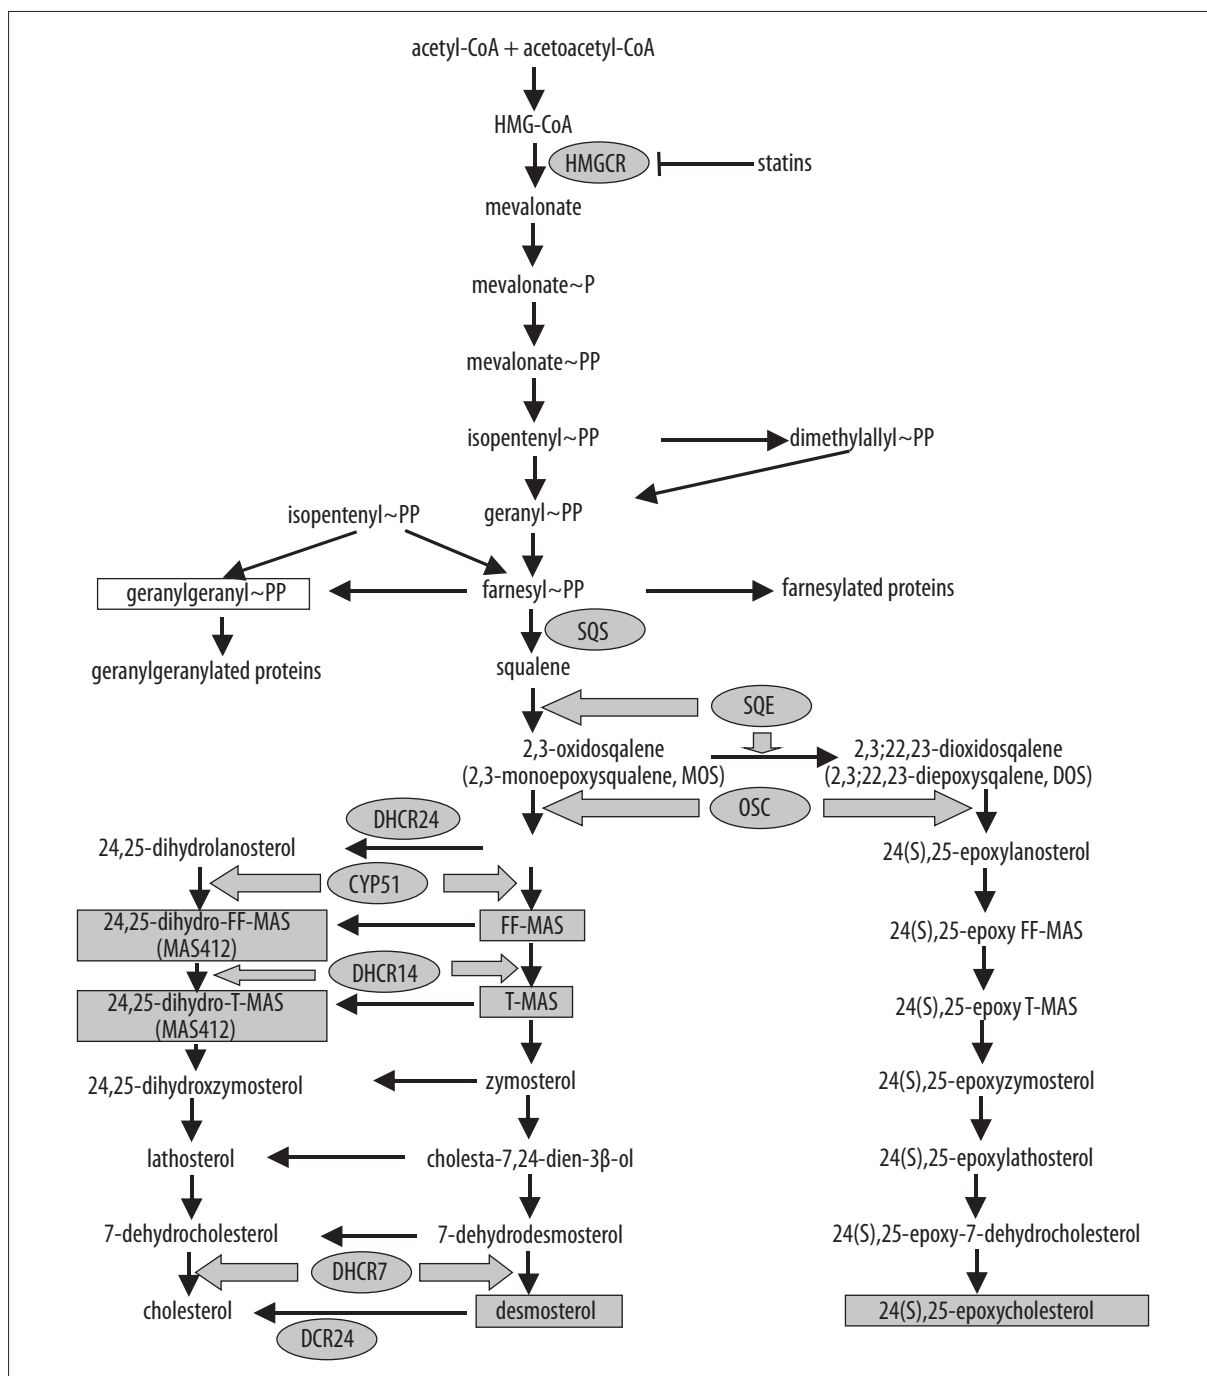 acetyl-CoA + acetoacetyl-CoA
HMG-CoA
HMGCR
statins
mevalonate
mevalonate~P
mevalonate~PP
isopentenyl~PP
dimethylallyl~PP
isopentenyl~PP
geranyl~PP
geranylgeranyl~PP
farnesyl~PP
farnesylated proteins
SQS
geranylgeranylated proteins
squalene
SQE
2,3-oxidosqalene
(2,3-monoepoxysqualene, MOS)
2,3;22,23-dioxidosqalene
(2,3;22,23-diepoxysqalene, DOS)
OSC
DHCR24
24,25-dihydrolanosterol
24(S),25-epoxylanosterol
CYP51
24,25-dihydro-FF-MAS
(MAS412)
FF-MAS
24(S),25-epoxy FF-MAS
DHCR14
24,25-dihydro-T-MAS
(MAS412)
T-MAS
24(S),25-epoxy T-MAS
24,25-dihydroxzymosterol
zymosterol
24(S),25-epoxyzymosterol
lathosterol
cholesta-7,24-dien-3β-ol
24(S),25-epoxylathosterol
7-dehydrocholesterol
7-dehydrodesmosterol
24(S),25-epoxy-7-dehydrocholesterol
DHCR7
cholesterol
desmosterol
24(S),25-epoxycholesterol
DCR24